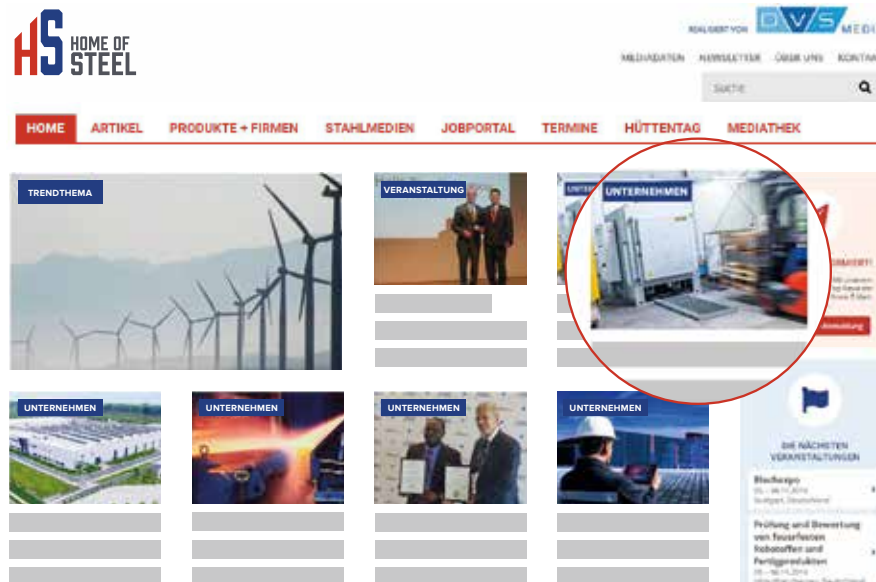 HS HOME OF
STEEL
REALISIERT VON DVS MEDI
MEDIADATEN NEWSLETTER ÜBER UNS KONTA
Suche
HOME ARTIKEL PRODUKTE + FIRMEN STAHLMEDIEN JOBPORTAL TERMINE HÜTTENTAG MEDIATHEK
TRENDTHEMA
VERANSTALTUNG
UNTERNEHMEN
UNTERNEHMEN
UNTERNEHMEN
UNTERNEHMEN
UNTERNEHMEN
DIE NÄCHSTEN
VERANSTALTUNGEN
Blechexpo
Stuttgart, Deutschland
Prüfung und Bewertung
von feuerfesten
Rohstoffen und
Fertigprodukten